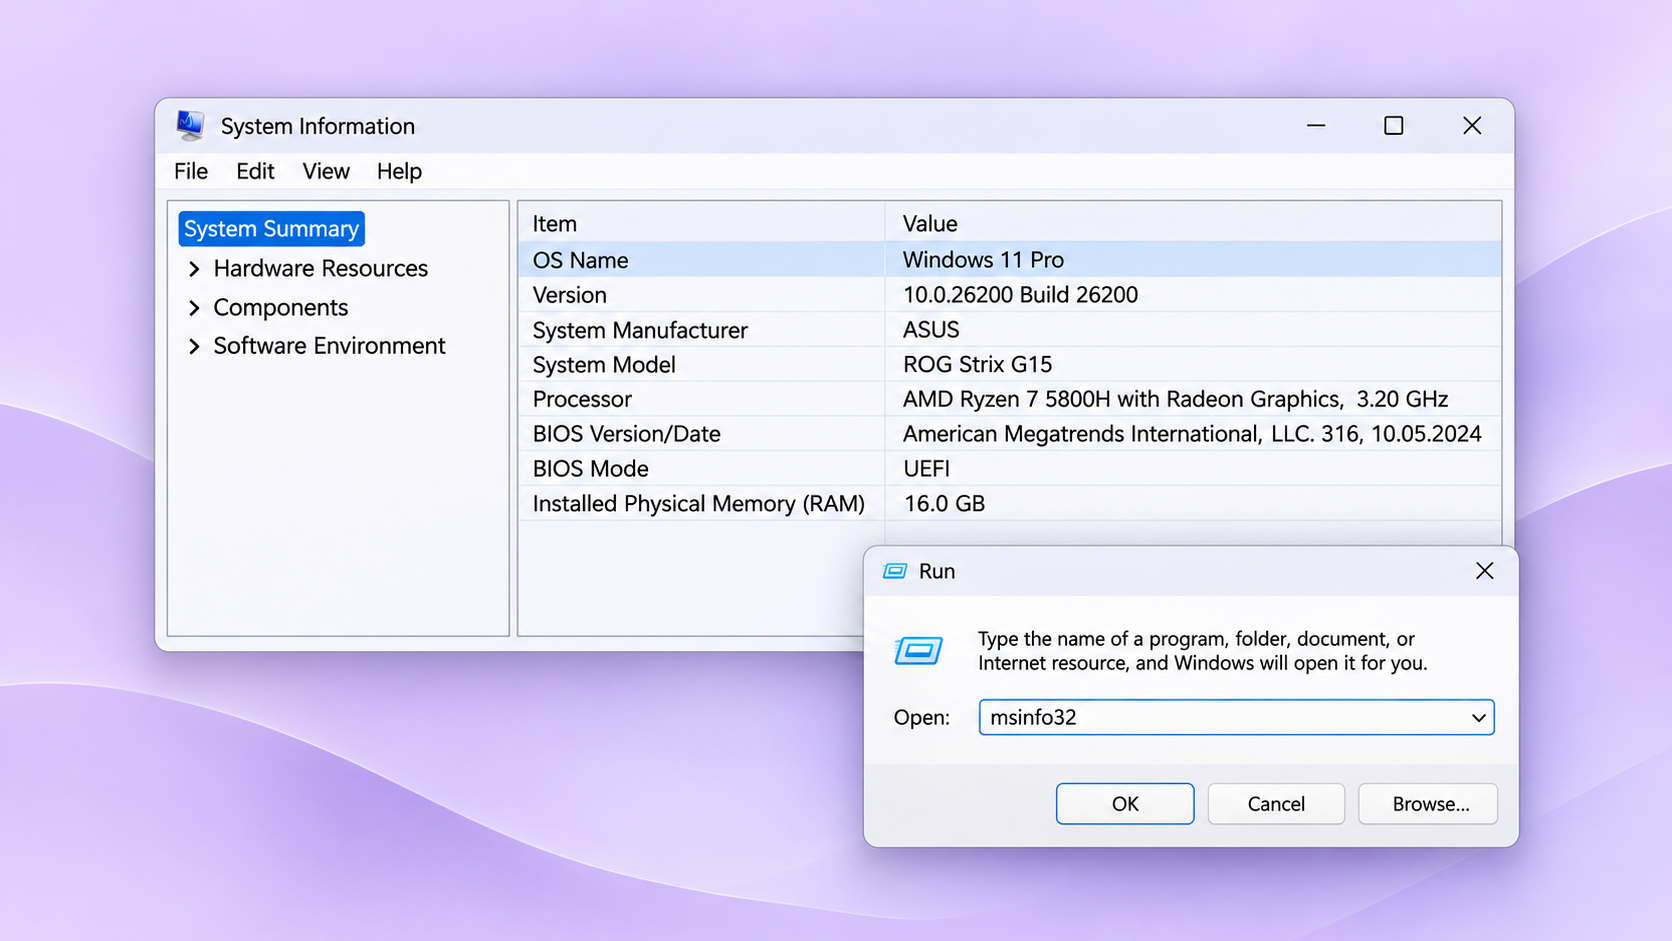 System Information
File Edit View Help
System Summary
Hardware Resources
Components
Software Environment
Item Value
OS Name Windows 11 Pro
Version 10.0.26200 Build 26200
System Manufacturer ASUS
System Model ROG Strix G15
Processor AMD Ryzen 7 5800H with Radeon Graphics, 3.20 GHz
BIOS Version/Date American Megatrends International, LLC. 316, 10.05.2024
BIOS Mode UEFI
Installed Physical Memory (RAM) 16.0 GB
Run
Type the name of a program, folder, document, or
Internet resource, and Windows will open it for you.
Open: msinfo32
OK Cancel Browse...